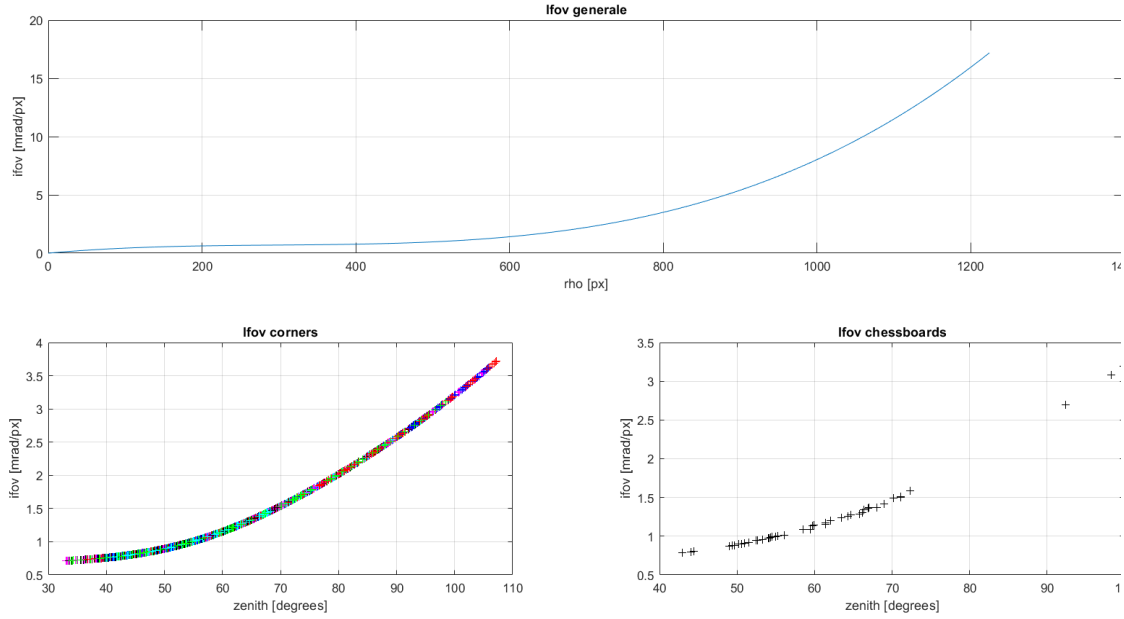 Ifov generale
20
15
10
5
0
ifov [mrad/px]
0 200 400 600 800 1000 1200 140
rho [px]
Ifov corners
4
3.5
3
2.5
2
1.5
1
0.5
ifov [mrad/px]
30 40 50 60 70 80 90 100 110
zenith [degrees]
Ifov chessboards
3.5
3
2.5
2
1.5
1
0.5
ifov [mrad/px]
40 50 60 70 80 90
zenith [degrees]